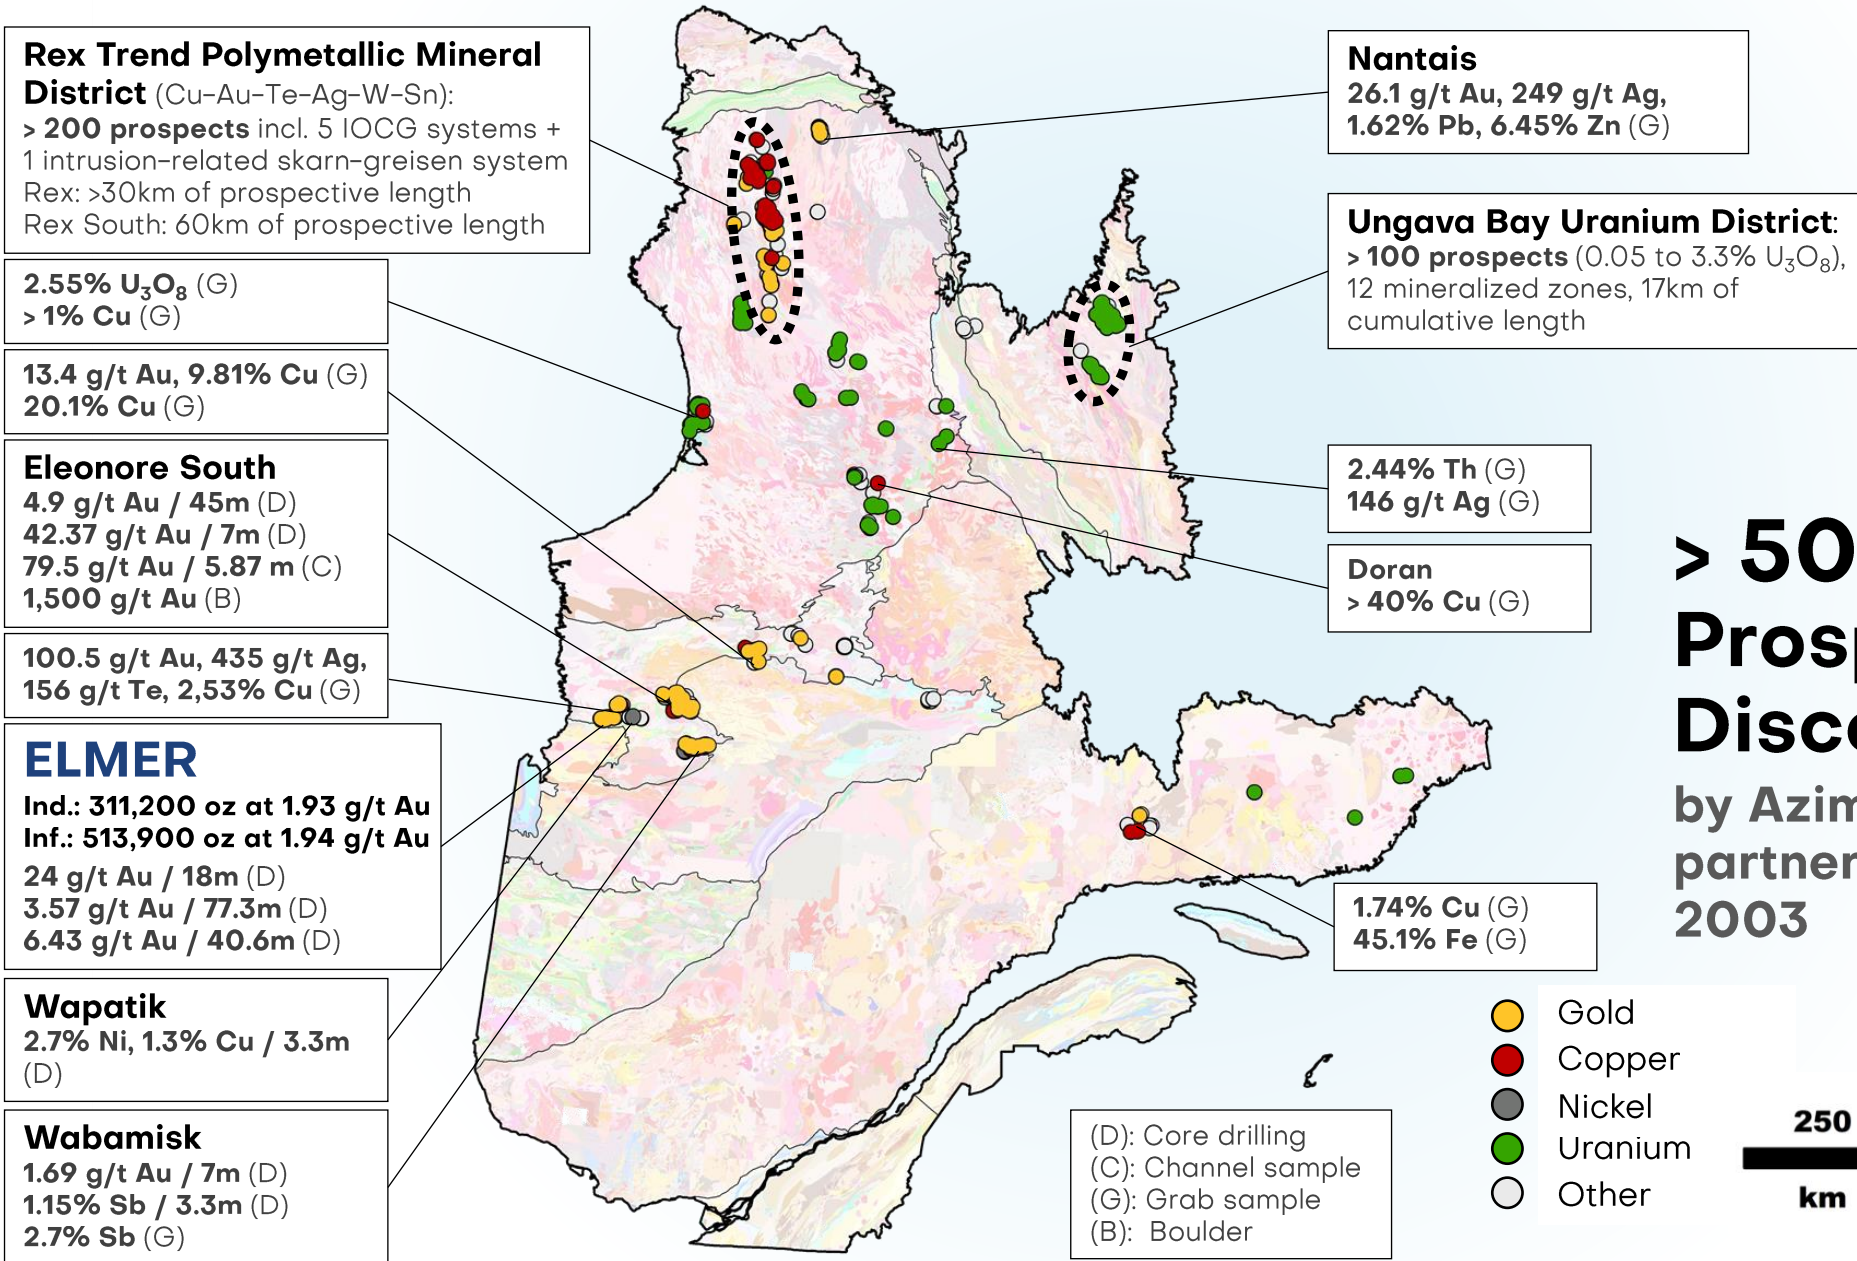 Rex Trend Polymetallic Mineral
District (Cu-Au-Te-Ag-W-Sn):
> 200 prospects incl. 5 IOCG systems +
1 intrusion-related skarn-greisen system
Rex: >30km of prospective length
Rex South: 60km of prospective length
2.55% U₃O₈ (G)
> 1% Cu (G)
13.4 g/t Au, 9.81% Cu (G)
20.1% Cu (G)
Eleonore South
4.9 g/t Au / 45m (D)
42.37 g/t Au / 7m (D)
79.5 g/t Au / 5.87 m (C)
1,500 g/t Au (B)
100.5 g/t Au, 435 g/t Ag,
156 g/t Te, 2,53% Cu (G)
ELMER
Ind.: 311,200 oz at 1.93 g/t Au
Inf.: 513,900 oz at 1.94 g/t Au
24 g/t Au / 18m (D)
3.57 g/t Au / 77.3m (D)
6.43 g/t Au / 40.6m (D)
Wapatik
2.7% Ni, 1.3% Cu / 3.3m
(D)
Wabamisk
1.69 g/t Au / 7m (D)
1.15% Sb / 3.3m (D)
2.7% Sb (G)
Nantais
26.1 g/t Au, 249 g/t Ag,
1.62% Pb, 6.45% Zn (G)
Ungava Bay Uranium District:
> 100 prospects (0.05 to 3.3% U₃O₈),
12 mineralized zones, 17km of
cumulative length
2.44% Th (G)
146 g/t Ag (G)
Doran
> 40% Cu (G)
> 50
Prosp
Disc
by Azim
partner
2003
1.74% Cu (G)
45.1% Fe (G)
Gold
Copper
Nickel
Uranium
Other
250
km
(D): Core drilling
(C): Channel sample
(G): Grab sample
(B): Boulder